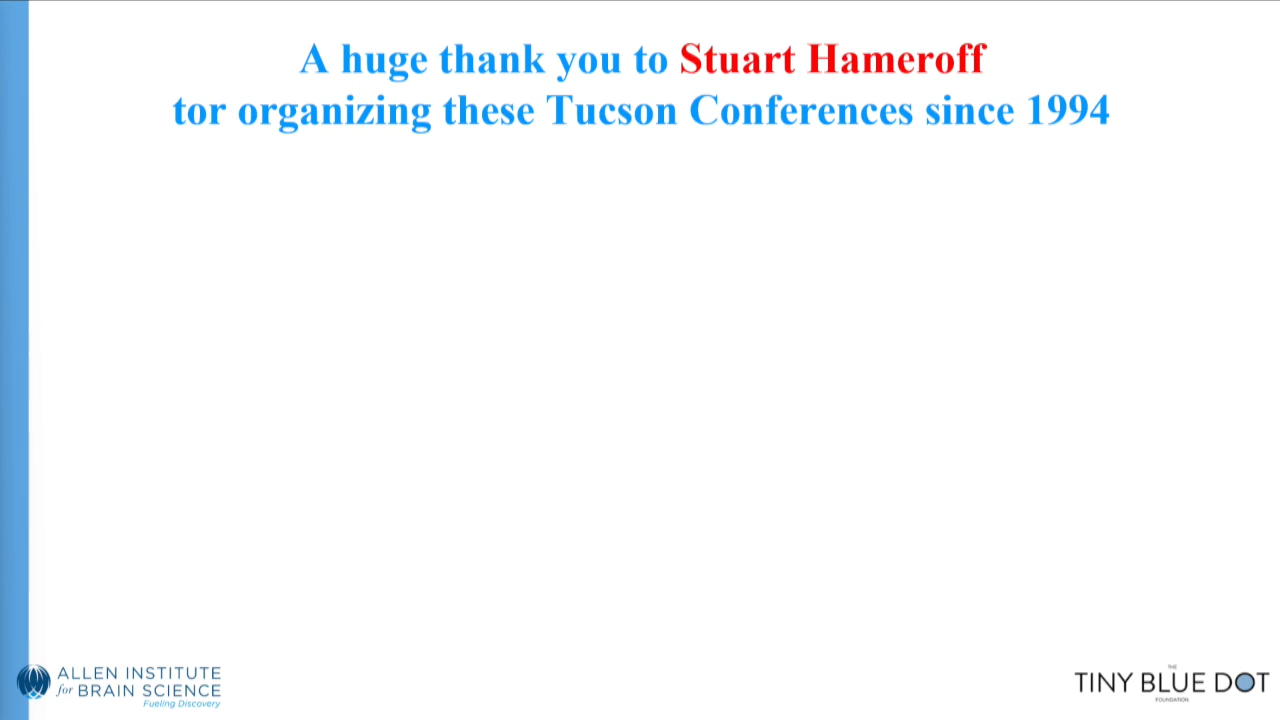 A huge thank you to Stuart Hameroff
tor organizing these Tucson Conferences since 1994
ALLEN INSTITUTE
for BRAIN SCIENCE
Fueling Discovery
THE
TINY BLUE DOT
FOUNDATION